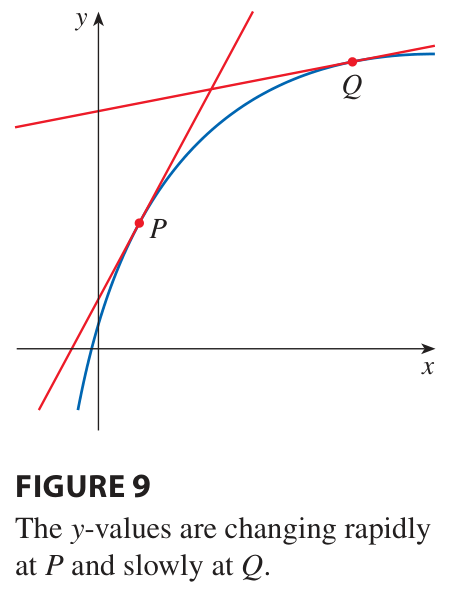 y
Q
P
x
FIGURE 9
The y-values are changing rapidly
at P and slowly at Q.